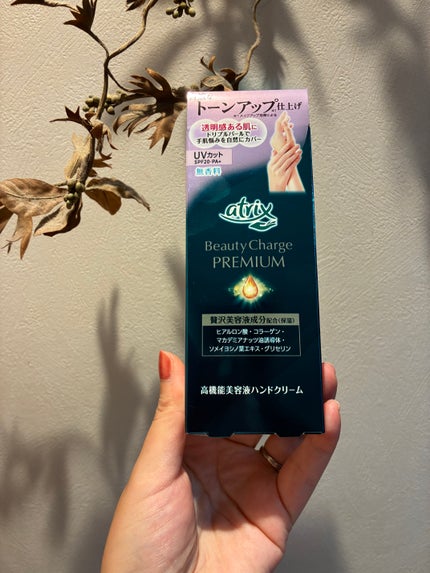 トーンアップ仕上げ
透明感ある肌に
トリプルパールで
手肌悩みを自然にカバー
UVカット
SPF20・PA+
無香料
atrix
Beauty Charge
PREMIUM
贅沢美容液成分配合(保湿)
ヒアルロン酸・コラーゲン・
マカデミアナッツ油誘導体・
ソメイヨシノ葉エキス・グリセリン
高機能美容液ハンドクリーム